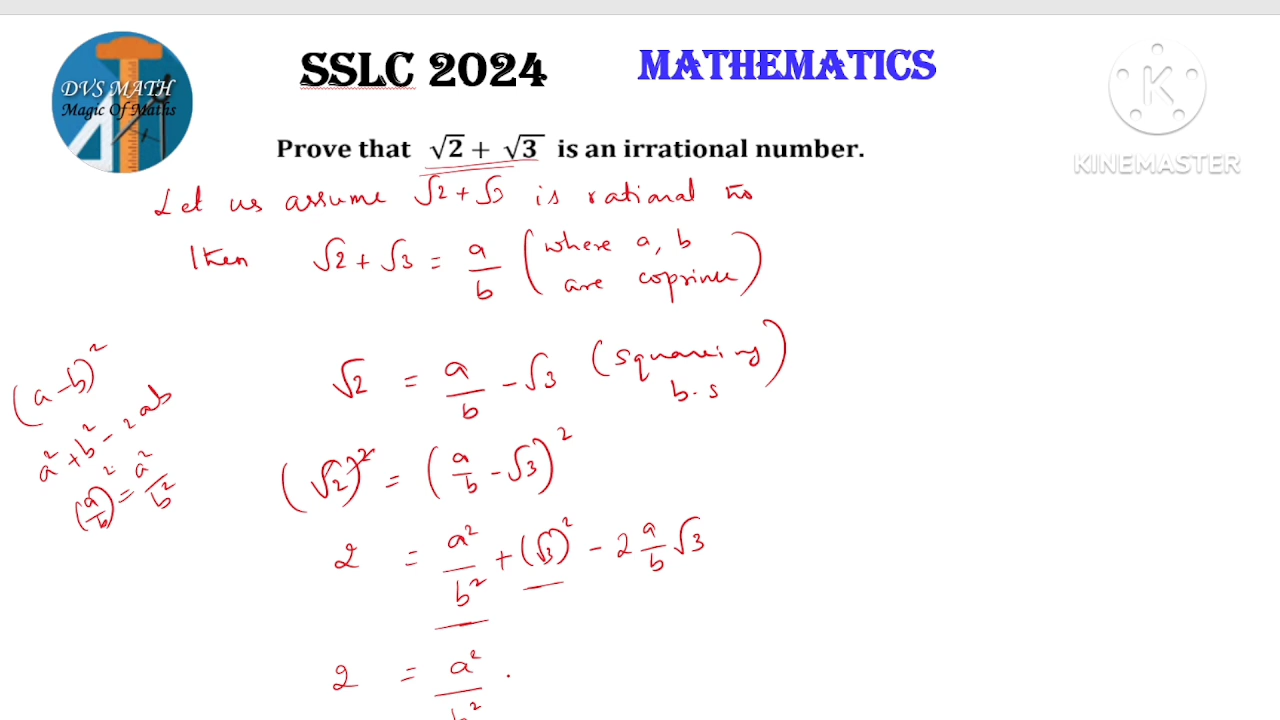 DVS MATH
Magic Of Maths
SSLC 2024
MATHEMATICS
KINEMASTER
Prove that √2 + √3 is an irrational number.
Let us assume √2 + √3 is rational no
then √2 + √3 = a/b (where a, b
are coprime)
√2 = a/b - √3 (squaring
b.s)
(√2)² = (a/b - √3)²
2 = a²/b² + (√3)² - 2 a/b √3
2 = a²/b² .
(a-b)²
a² + b² - 2ab
(a/b)² = a²/b²